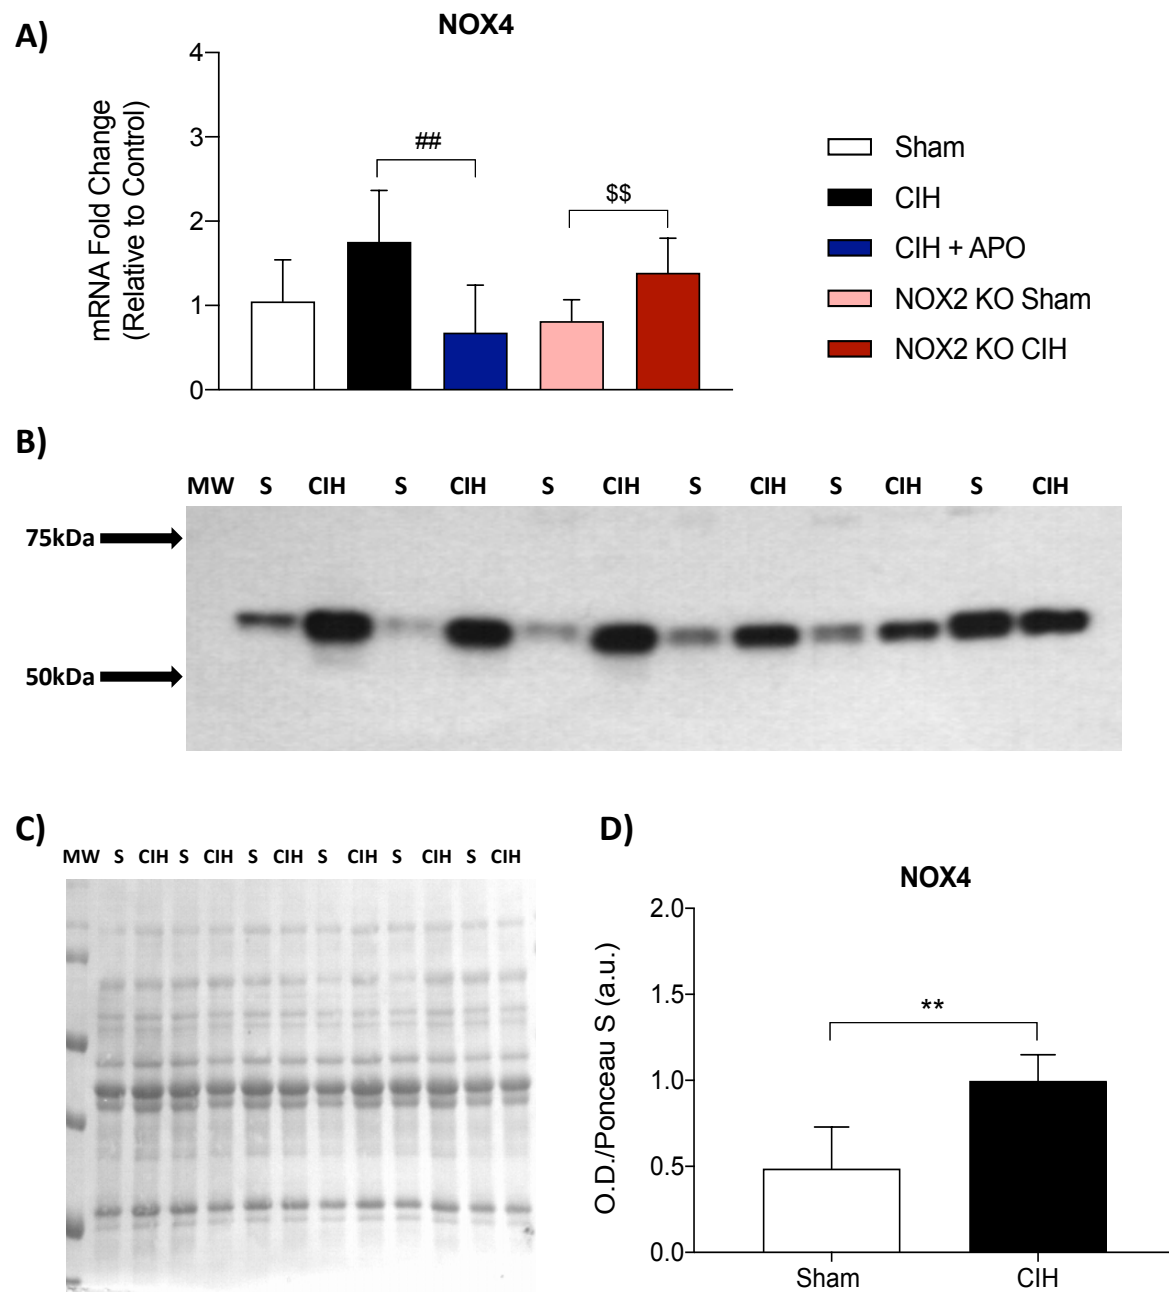 A)
NOX4
mRNA Fold Change
(Relative to Control)
4
3
2
1
0
##
$$
Sham
CIH
CIH + APO
NOX2 KO Sham
NOX2 KO CIH
B)
MW S CIH S CIH S CIH S CIH S CIH S CIH
75kDa
50kDa
C)
MW S CIH S CIH S CIH S CIH S CIH S CIH
D)
NOX4
O.D./Ponceau S (a.u.)
2.0
1.5
1.0
0.5
0.0
**
Sham CIH